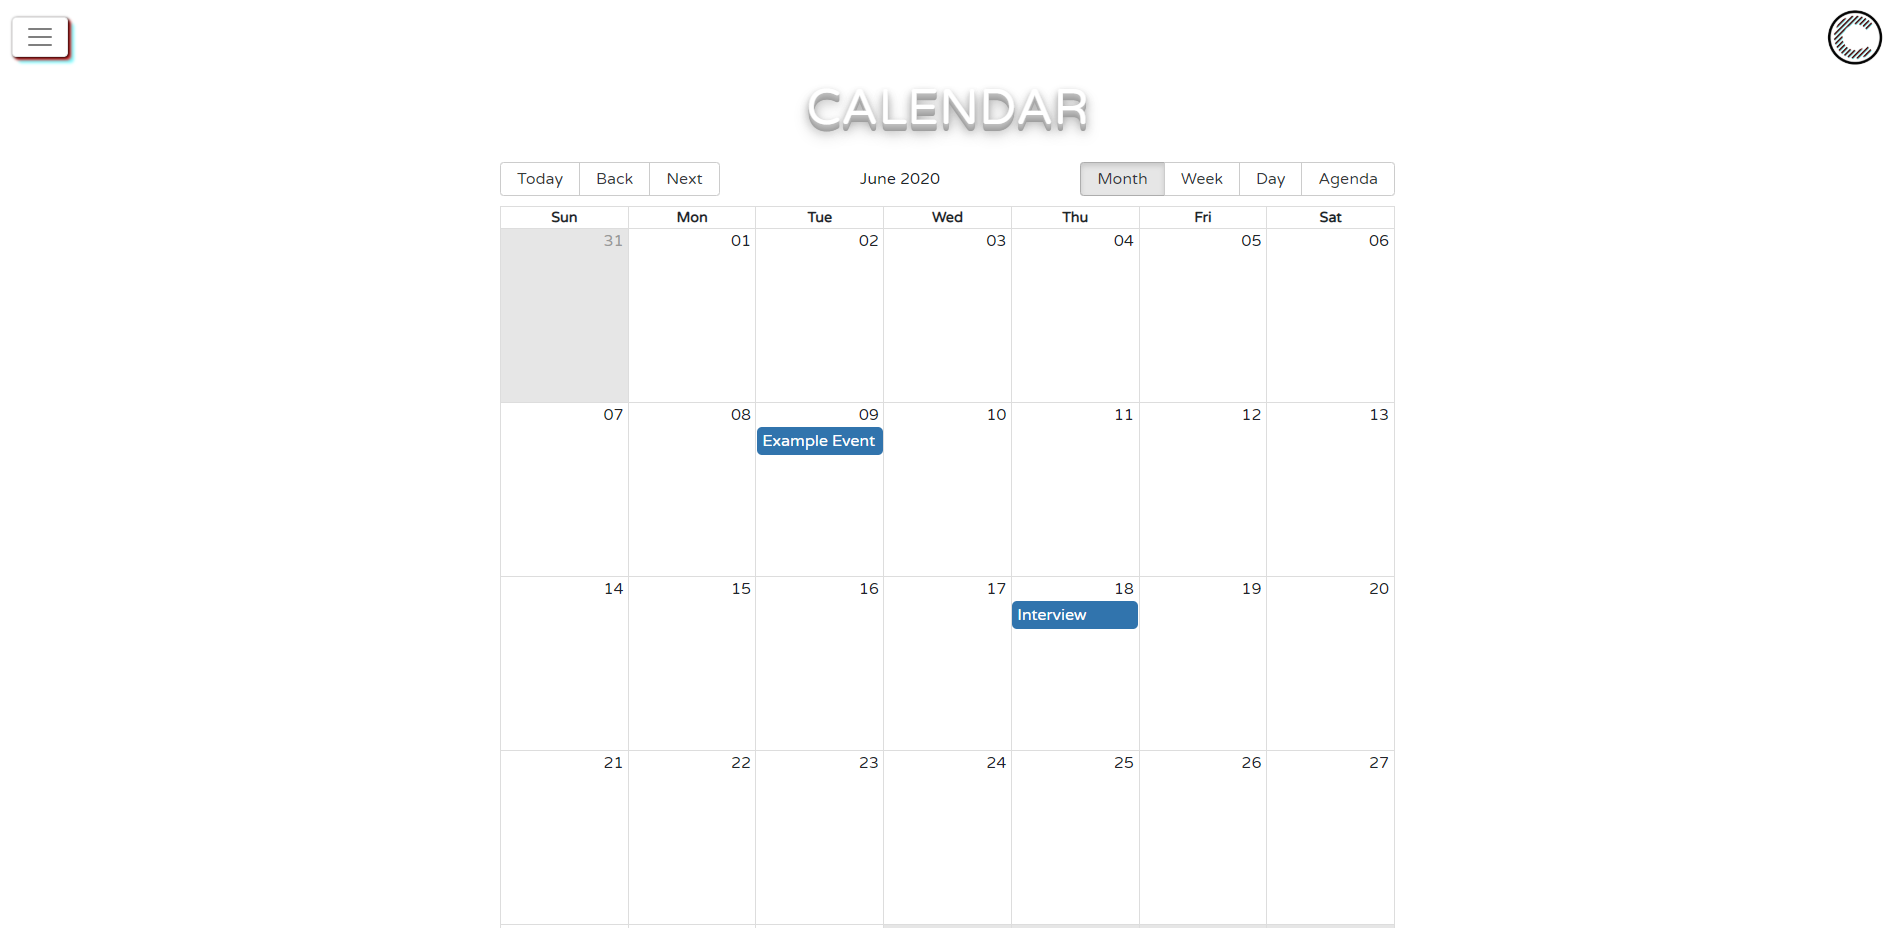 CALENDAR
Today Back Next June 2020 Month Week Day Agenda
Sun Mon Tue Wed Thu Fri Sat
31 01 02 03 04 05 06
07 08 09 10 11 12 13
Example Event
14 15 16 17 18 19 20
Interview
21 22 23 24 25 26 27